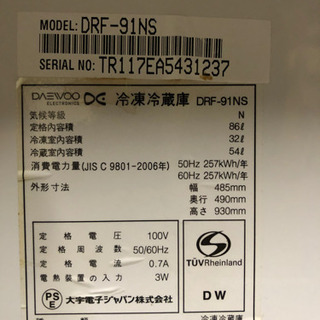 MODEL: DRF-91NS
SERIAL NO: TR117EA5431237
DAEWOO ELECTRONICS 冷凍冷蔵庫 DRF-91NS
気候等級 N
定格内容積 86ℓ
冷凍室内容積 32ℓ
冷蔵室内容積 54ℓ
消費電力量(JIS C 9801-2006年) 50Hz 257kWh/年
60Hz 257kWh/年
外形寸法 幅 485mm
奥行 490mm
高さ 930mm
定格電圧 100V
定格周波数 50/60Hz
定格電流 0.7A
電熱装置の入力 3W
TÜVRheinland
DW
PSE 大宇電子ジャパン株式会社